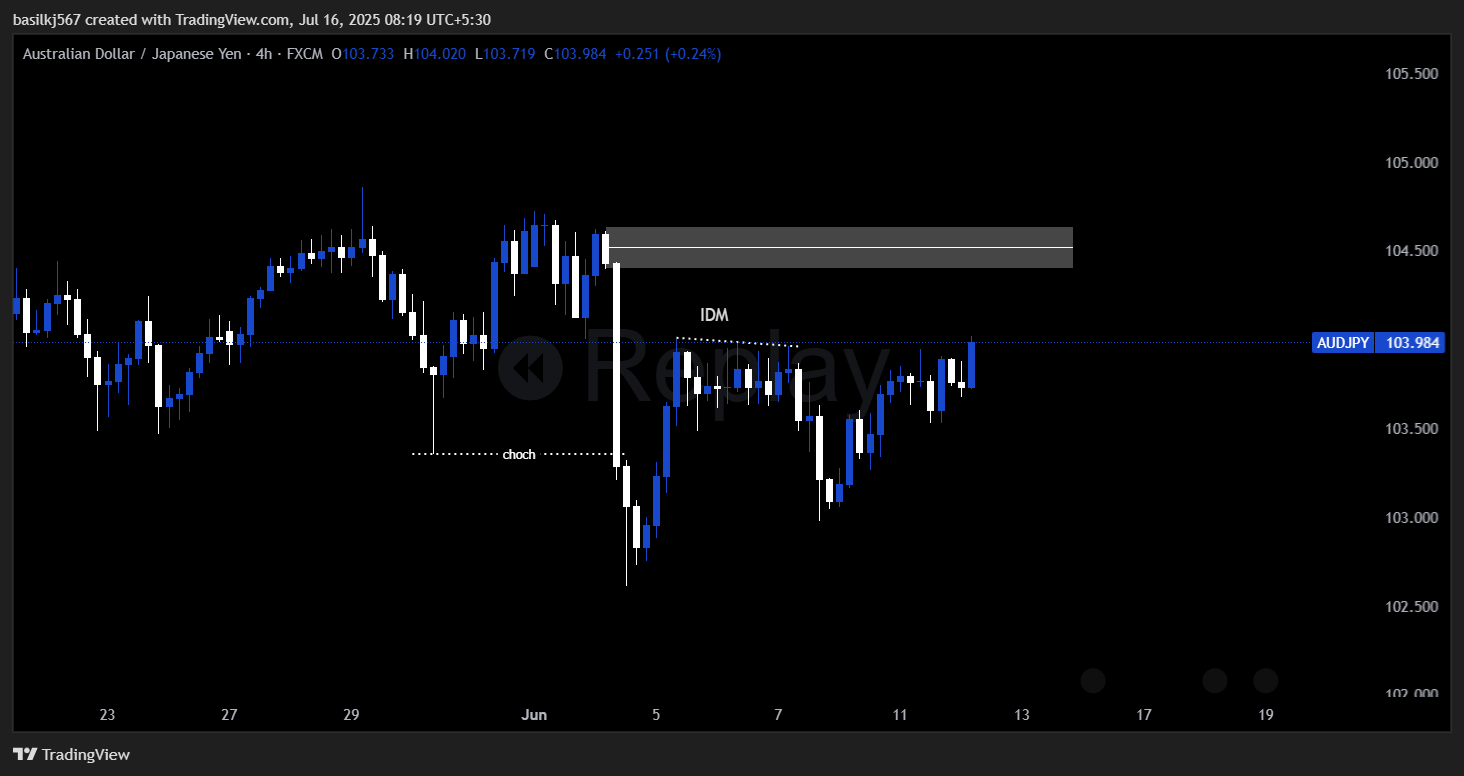 basilkj567 created with TradingView.com, Jul 16, 2025 08:19 UTC+5:30
Australian Dollar / Japanese Yen · 4h · FXCM O103.733 H104.020 L103.719 C103.984 +0.251 (+0.24%)
105.500
105.000
104.500
IDM
Replay
AUDJPY 103.984
103.500
choch
103.000
102.500
102.000
23 27 29 Jun 5 7 11 13 17 19
TradingView